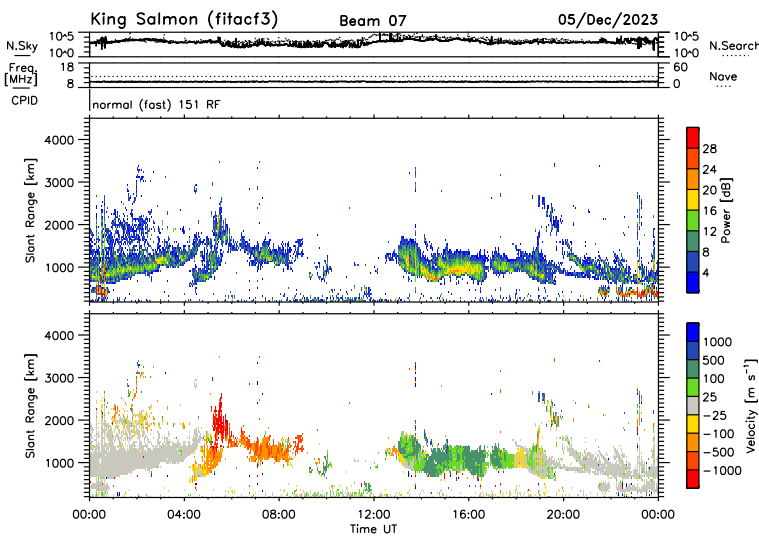 King Salmon (fitacf3) Beam 07 05/Dec/2023
N.Sky 10^5 10^0 10^5 10^0 N.Search
Freq [MHz] 18 8 60 0 Nave
CPID normal (fast) 151 RF
Slant Range [km] 4000 3000 2000 1000
28 24 20 16 12 8 4 Power [dB]
Slant Range [km] 4000 3000 2000 1000
1000 500 100 25 -25 -100 -500 -1000 Velocity [m s⁻¹]
00:00 04:00 08:00 12:00 16:00 20:00 00:00
Time UT